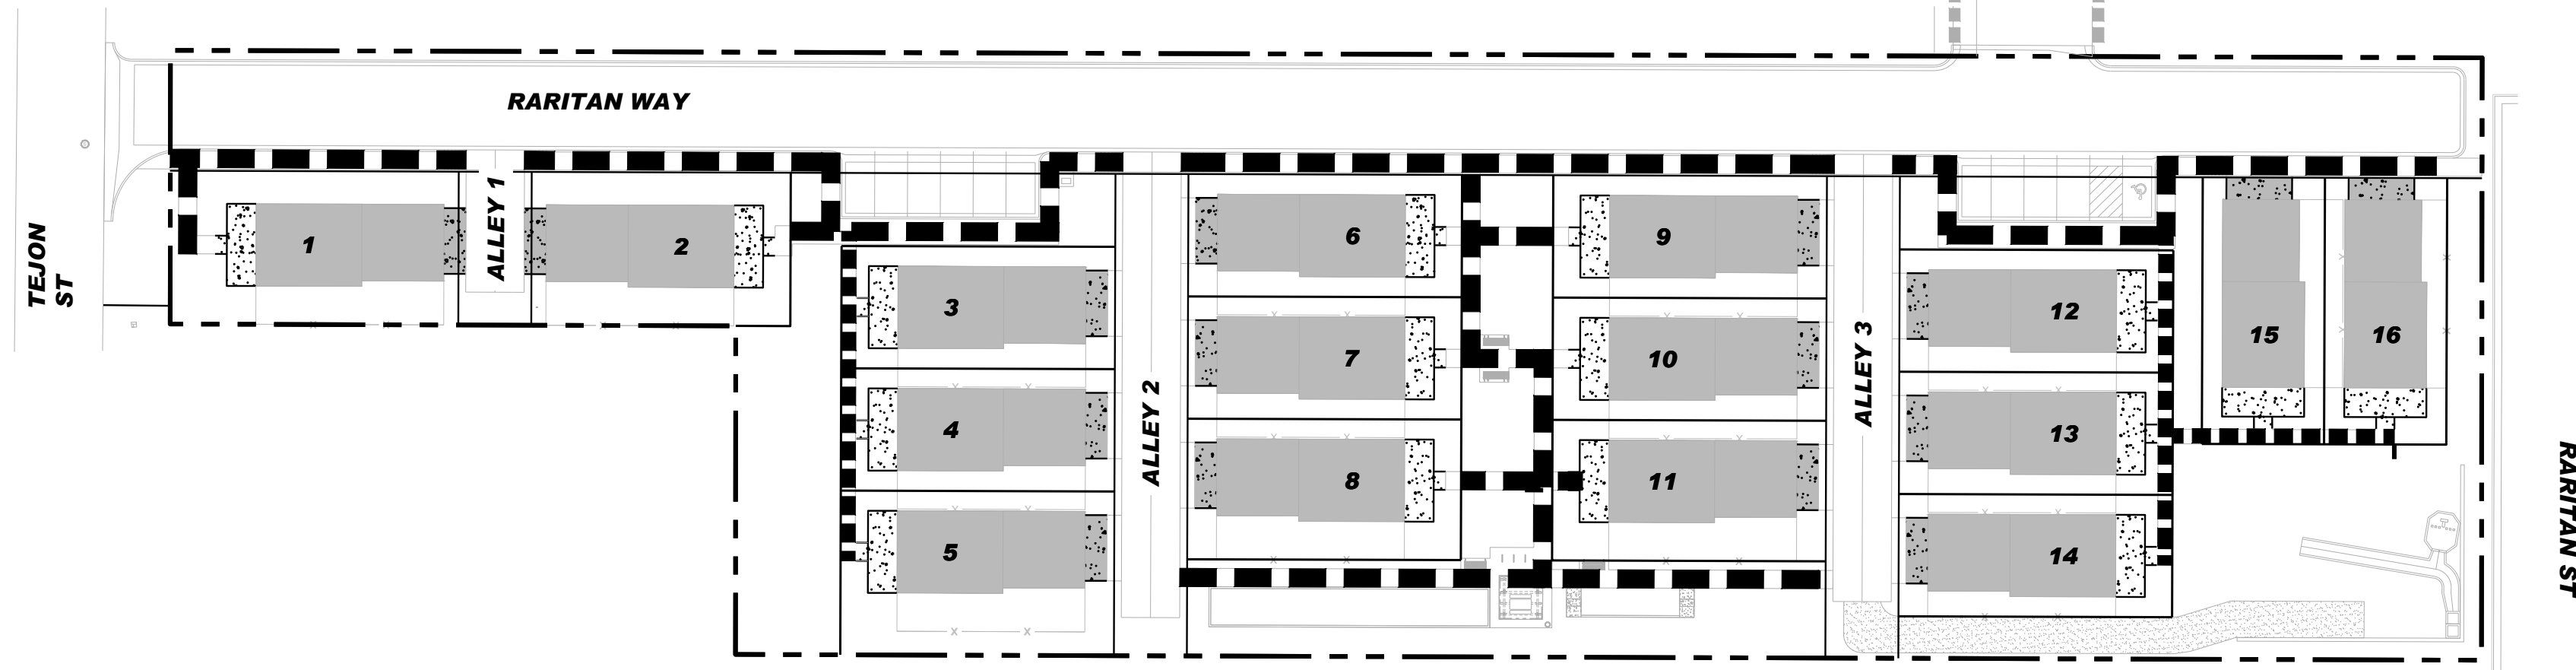 RARITAN WAY
TEJON
ST
ALLEY 1
1
2
3
4
5
ALLEY 2
6
7
8
9
10
11
ALLEY 3
12
13
14
15
16
RARITAN ST